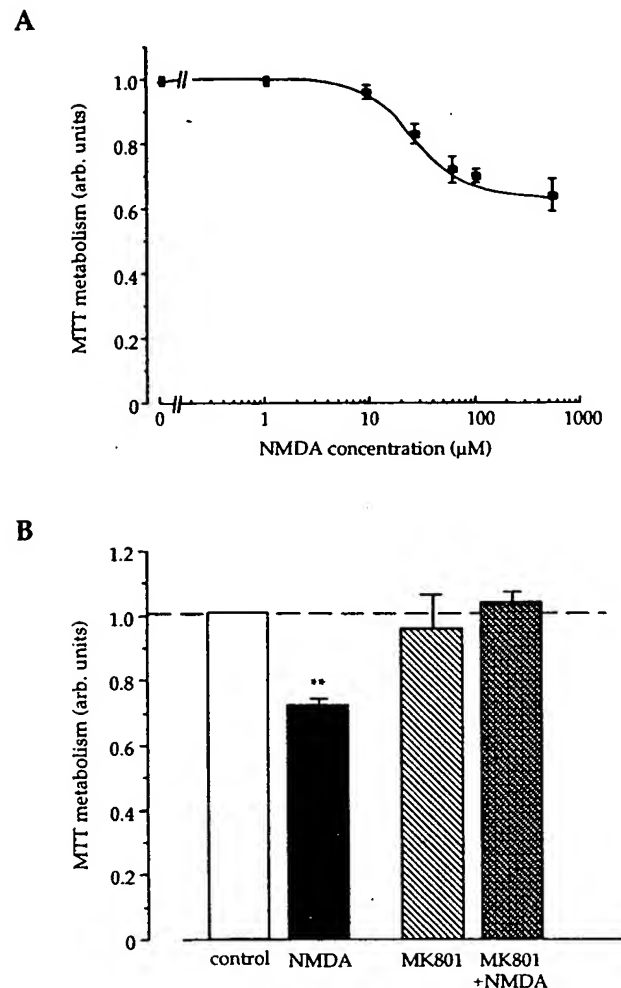 A
MTT metabolism (arb. units)
1.0
0.8
0.6
0.4
0.2
0
0 1 10 100 1000
NMDA concentration (µM)
B
MTT metabolism (arb. units)
1.2
1.0
0.8
0.6
0.4
0.2
0
**
control NMDA MK801 MK801
+NMDA